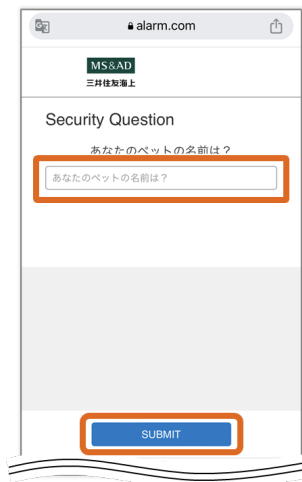 alarm.com
MS&AD
三井住友海上
Security Question
あなたのペットの名前は？
あなたのペットの名前は？
SUBMIT